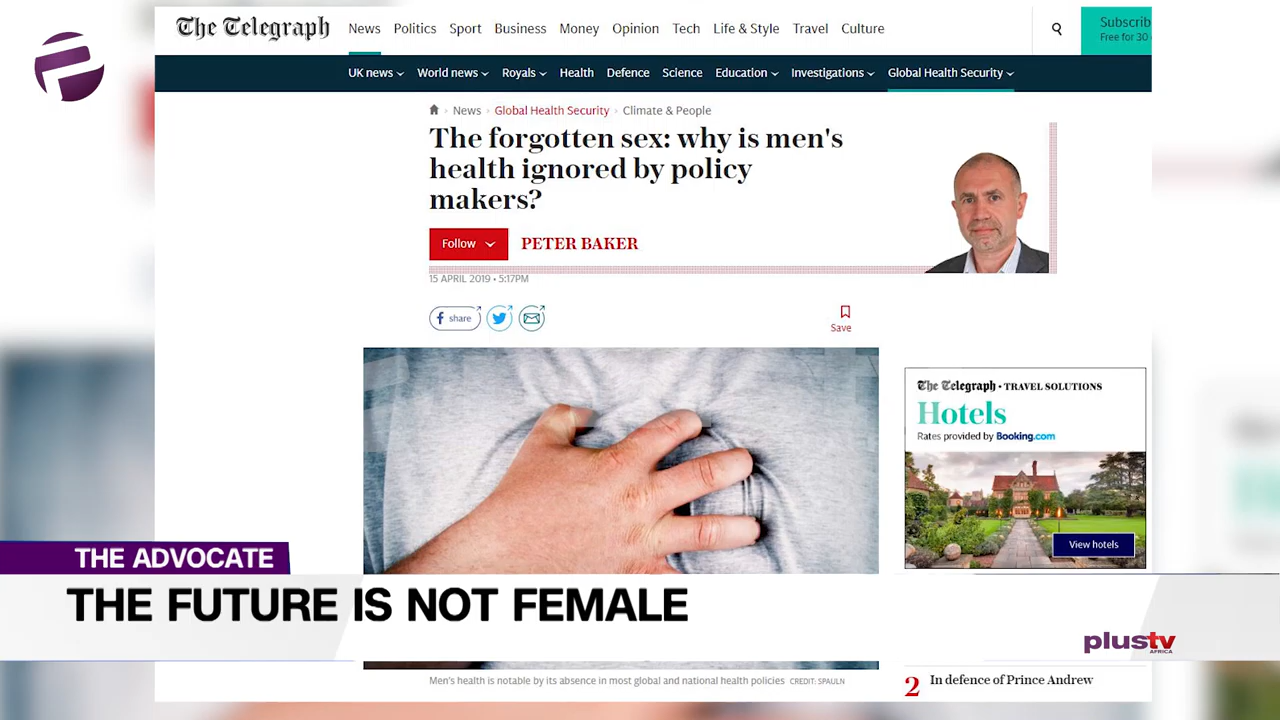 The Telegraph
News Politics Sport Business Money Opinion Tech Life & Style Travel Culture
Subscrib
Free for 30
UK news World news Royals Health Defence Science Education Investigations Global Health Security
News › Global Health Security › Climate & People
The forgotten sex: why is men's
health ignored by policy
makers?
Follow PETER BAKER
15 APRIL 2019 • 5:17PM
share
Save
The Telegraph • TRAVEL SOLUTIONS
Hotels
Rates provided by Booking.com
View hotels
THE ADVOCATE
THE FUTURE IS NOT FEMALE
plustv
AFRICA
Men's health is notable by its absence in most global and national health policies CREDIT: SPAULN
2 In defence of Prince Andrew